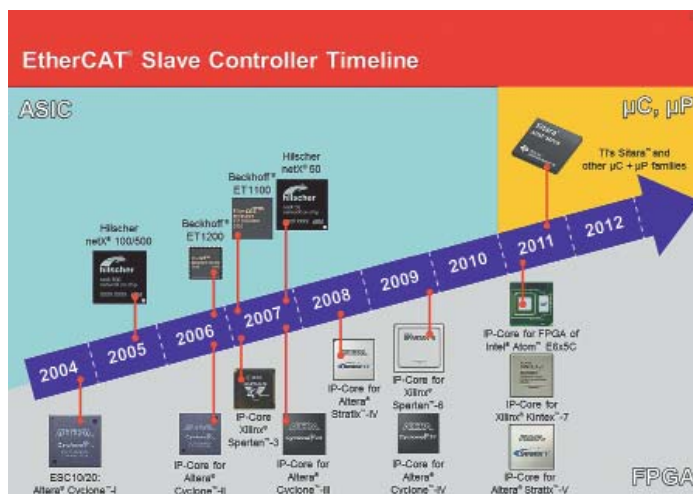 EtherCAT® Slave Controller Timeline
ASIC
µC, µP
Sitara™
TI's Sitara™ and
other µC + µP families
Hilscher
netX® 50
hilscher
Beckhoff®
ET1100
Beckhoff®
ET1200
Hilscher
netX® 100/500
hilscher
2004
2005
2006
2007
2008
2009
2010
2011
2012
ESC10/20:
Altera® Cyclone™-I
IP-Core for
Altera®
Cyclone™-II
IP-Core
Xilinx®
Spartan™-3
IP-Core for
Altera®
Cyclone™-III
IP-Core for
Altera®
Stratix™-IV
IP-Core for
Xilinx®
Spartan™-6
IP-Core for
Altera®
Cyclone™-IV
IP-Core for FPGA of
Intel® Atom™ E6x5C
IP-Core for
Xilinx® Kintex™-7
IP-Core for
Altera® Stratix™-V
FPGA